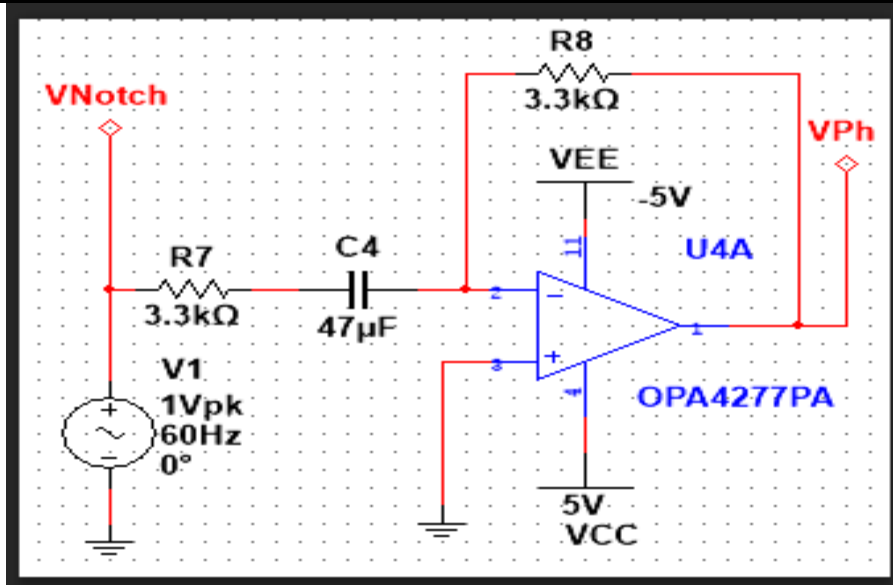 R8
3.3kΩ
VNotch
VPh
VEE
-5V
11
U4A
R7
3.3kΩ
C4
47µF
2
1
3
4
V1
1Vpk
60Hz
0°
OPA4277PA
5V
VCC